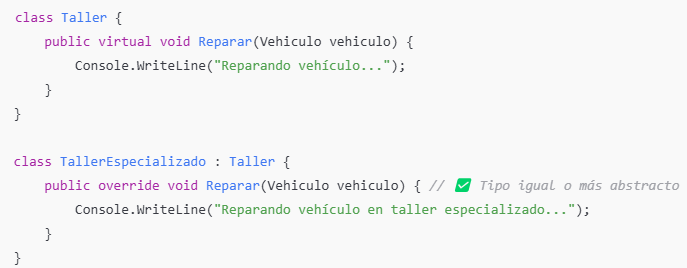 class Taller {
    public virtual void Reparar(Vehiculo vehiculo) {
        Console.WriteLine("Reparando vehículo...");
    }
}

class TallerEspecializado : Taller {
    public override void Reparar(Vehiculo vehiculo) { // ✅ Tipo igual o más abstracto
        Console.WriteLine("Reparando vehículo en taller especializado...");
    }
}